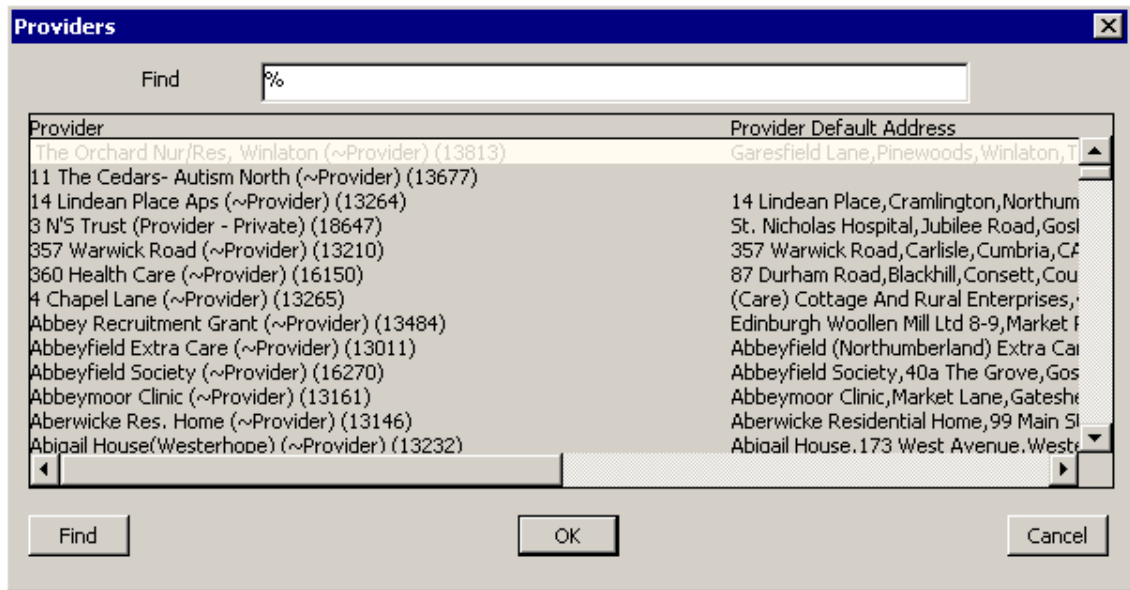 Providers
Find %
Provider Provider Default Address
The Orchard Nur/Res, Winlaton (~Provider) (13813) Garesfield Lane,Pinewoods,Winlaton,T
11 The Cedars- Autism North (~Provider) (13677)
14 Lindean Place Aps (~Provider) (13264) 14 Lindean Place,Cramlington,Northum
3 N'S Trust (Provider - Private) (18647) St. Nicholas Hospital,Jubilee Road,Gosl
357 Warwick Road (~Provider) (13210) 357 Warwick Road,Carlisle,Cumbria,CA
360 Health Care (~Provider) (16150) 87 Durham Road,Blackhill,Consett,Cou
4 Chapel Lane (~Provider) (13265) (Care) Cottage And Rural Enterprises,
Abbey Recruitment Grant (~Provider) (13484) Edinburgh Woollen Mill Ltd 8-9,Market
Abbeyfield Extra Care (~Provider) (13011) Abbeyfield (Northumberland) Extra Car
Abbeyfield Society (~Provider) (16270) Abbeyfield Society,40a The Grove,Gos
Abbeymoor Clinic (~Provider) (13161) Abbeymoor Clinic,Market Lane,Gateshe
Aberwicke Res. Home (~Provider) (13146) Aberwicke Residential Home,99 Main
Abigail House(Westerhope) (~Provider) (13232) Abigail House,173 West Avenue,Weste
Find OK Cancel